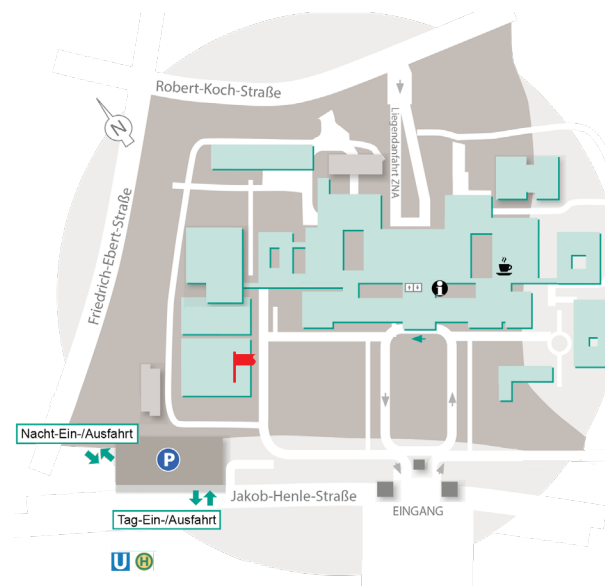 Robert-Koch-Straße
Liegendanfahrt ZNA
N
Friedrich-Ebert-Straße
i
Nacht-Ein-/Ausfahrt
P
Jakob-Henle-Straße
EINGANG
Tag-Ein-/Ausfahrt
U H